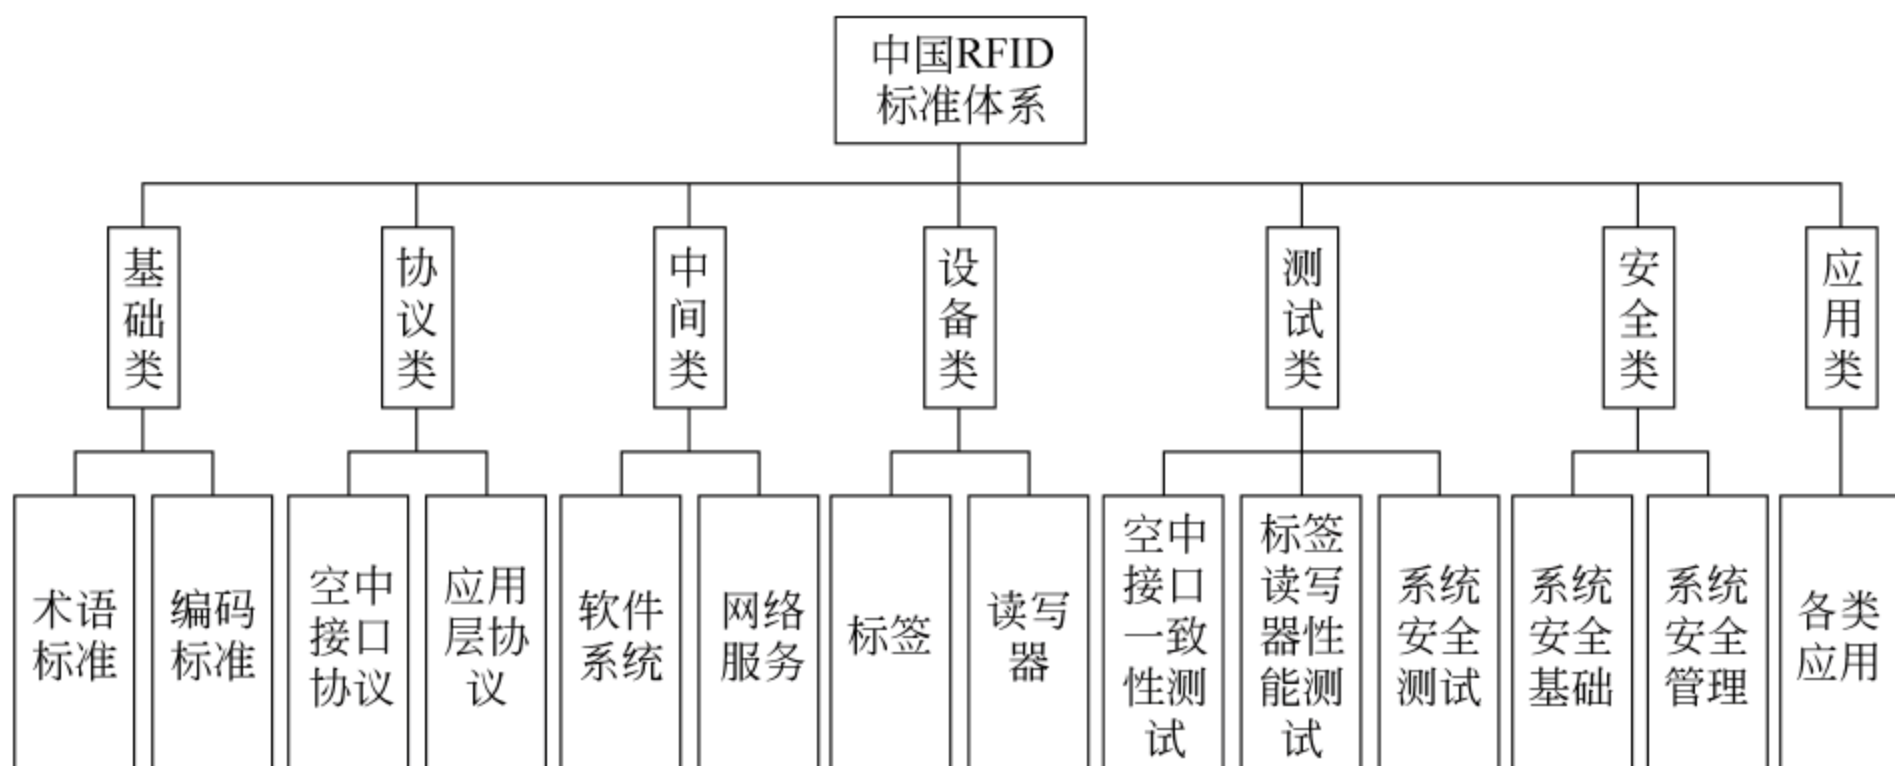 中国RFID
标准体系
基
础
类
协
议
类
中
间
类
设
备
类
测
试
类
安
全
类
应
用
类
术语
标准
编码
标准
空中
接口
协议
应用
层协
议
软件
系统
网络
服务
标签
读写
器
空中
接口
一致
性测
试
标签
读写
器性
能测
试
系统
安全
测试
系统
安全
基础
系统
安全
管理
各类
应用